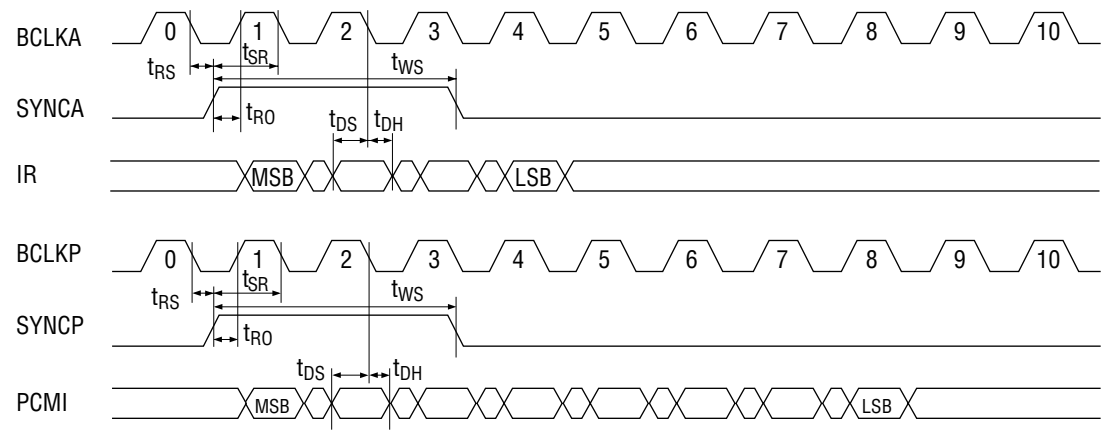 BCLKA 0 1 2 3 4 5 6 7 8 9 10
tRS tSR tWS
SYNCA tRO tDS tDH
IR MSB LSB
BCLKP 0 1 2 3 4 5 6 7 8 9 10
tRS tSR tWS
SYNCP tRO
tDS tDH
PCMI MSB LSB